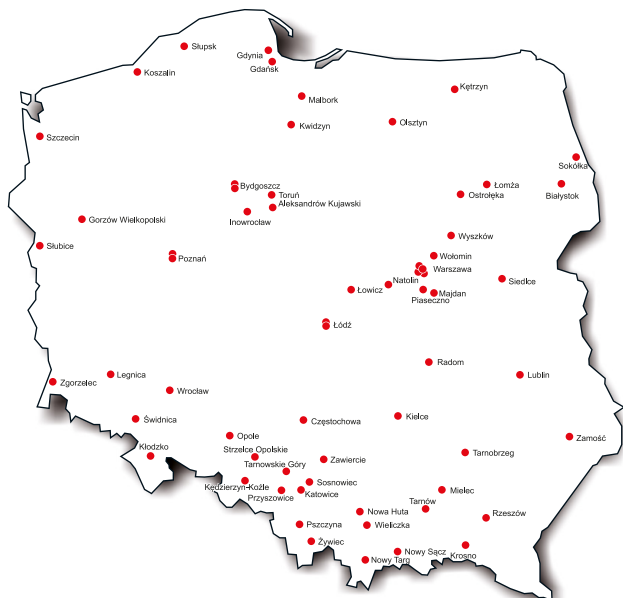 Słupsk
Gdynia
Gdańsk
Koszalin
Kętrzyn
Malbork
Kwidzyn
Olsztyn
Szczecin
Sokółka
Bydgoszcz
Łomża
Białystok
Toruń
Ostrołęka
Aleksandrów Kujawski
Inowrocław
Gorzów Wielkopolski
Wyszków
Słubice
Wołomin
Poznań
Warszawa
Natolin
Siedlce
Łowicz
Majdan
Piaseczno
Łódź
Radom
Legnica
Lublin
Zgorzelec
Wrocław
Świdnica
Częstochowa
Kielce
Opole
Zamość
Kłodzko
Strzelce Opolskie
Zawiercie
Tarnobrzeg
Tarnowskie Góry
Kędzierzyn-Koźle
Sosnowiec
Mielec
Przyszowice
Katowice
Tarnów
Nowa Huta
Rzeszów
Pszczyna
Wieliczka
Żywiec
Nowy Sącz
Krosno
Nowy Targ